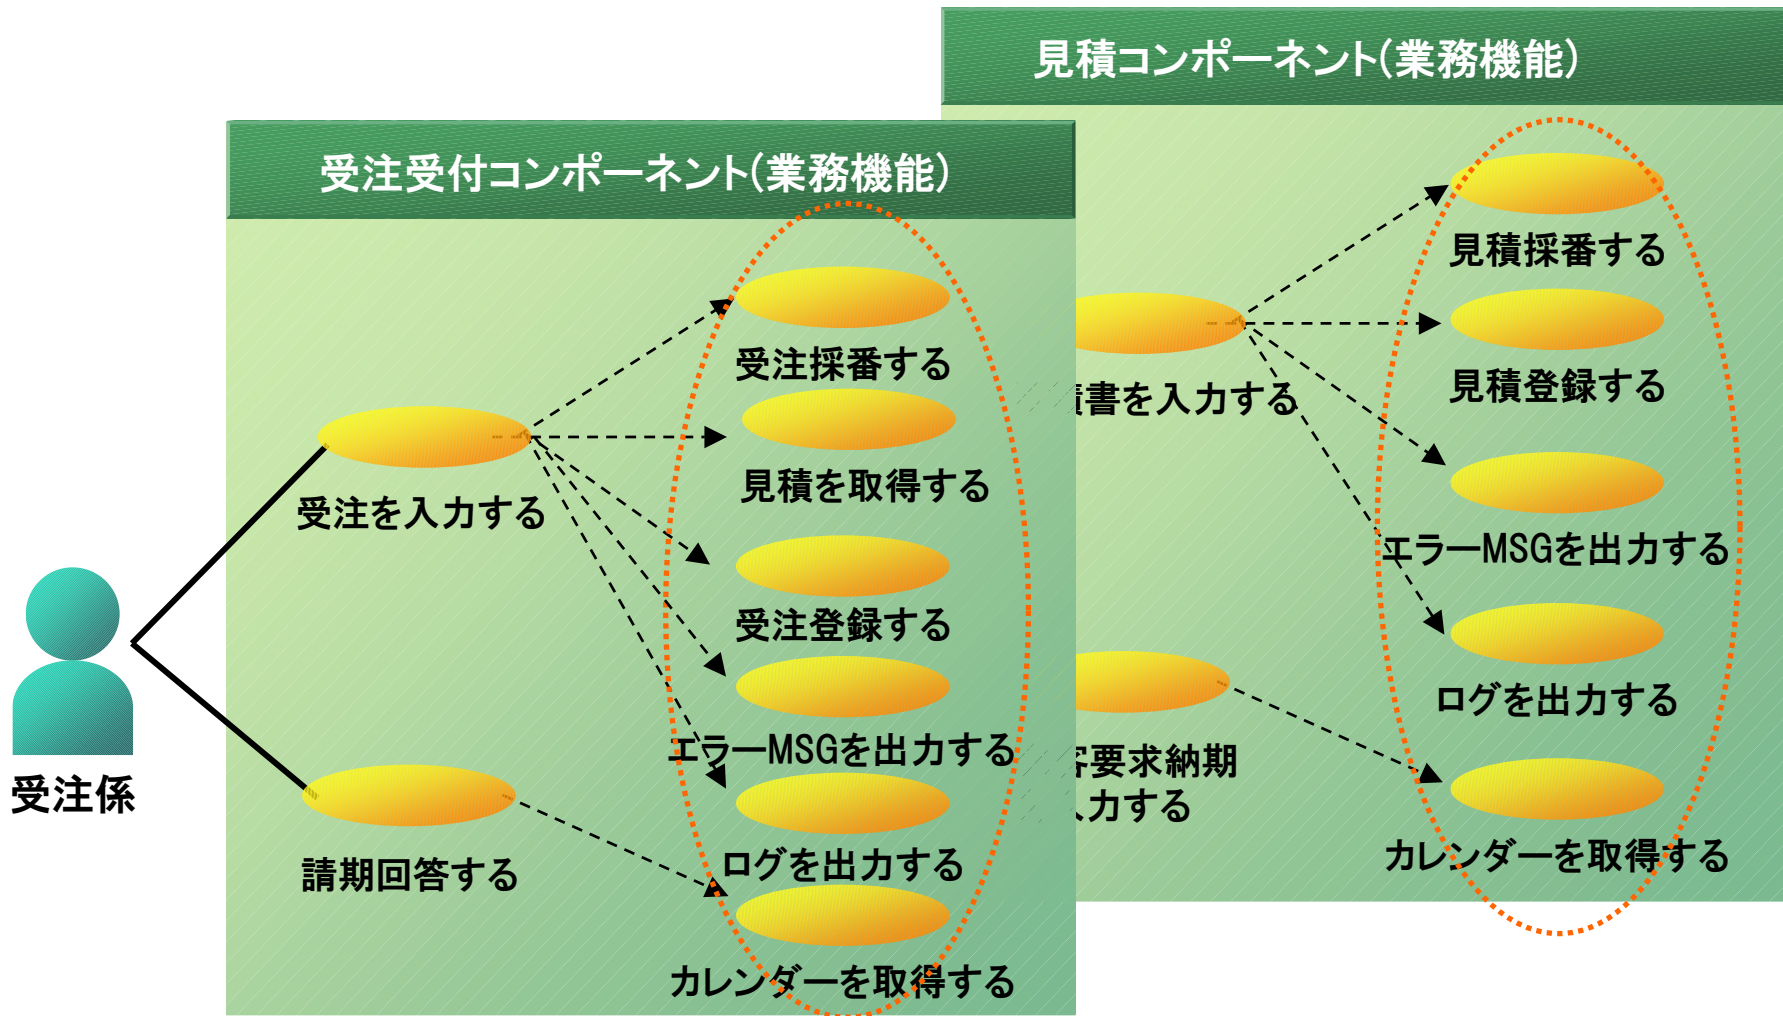 見積コンポーネント(業務機能)
受注受付コンポーネント(業務機能)
見積採番する
見積登録する
書を入力する
エラーMSGを出力する
ログを出力する
要求納期
力する
カレンダーを取得する
受注採番する
見積を取得する
受注を入力する
受注登録する
エラーMSGを出力する
ログを出力する
請期回答する
カレンダーを取得する
受注係